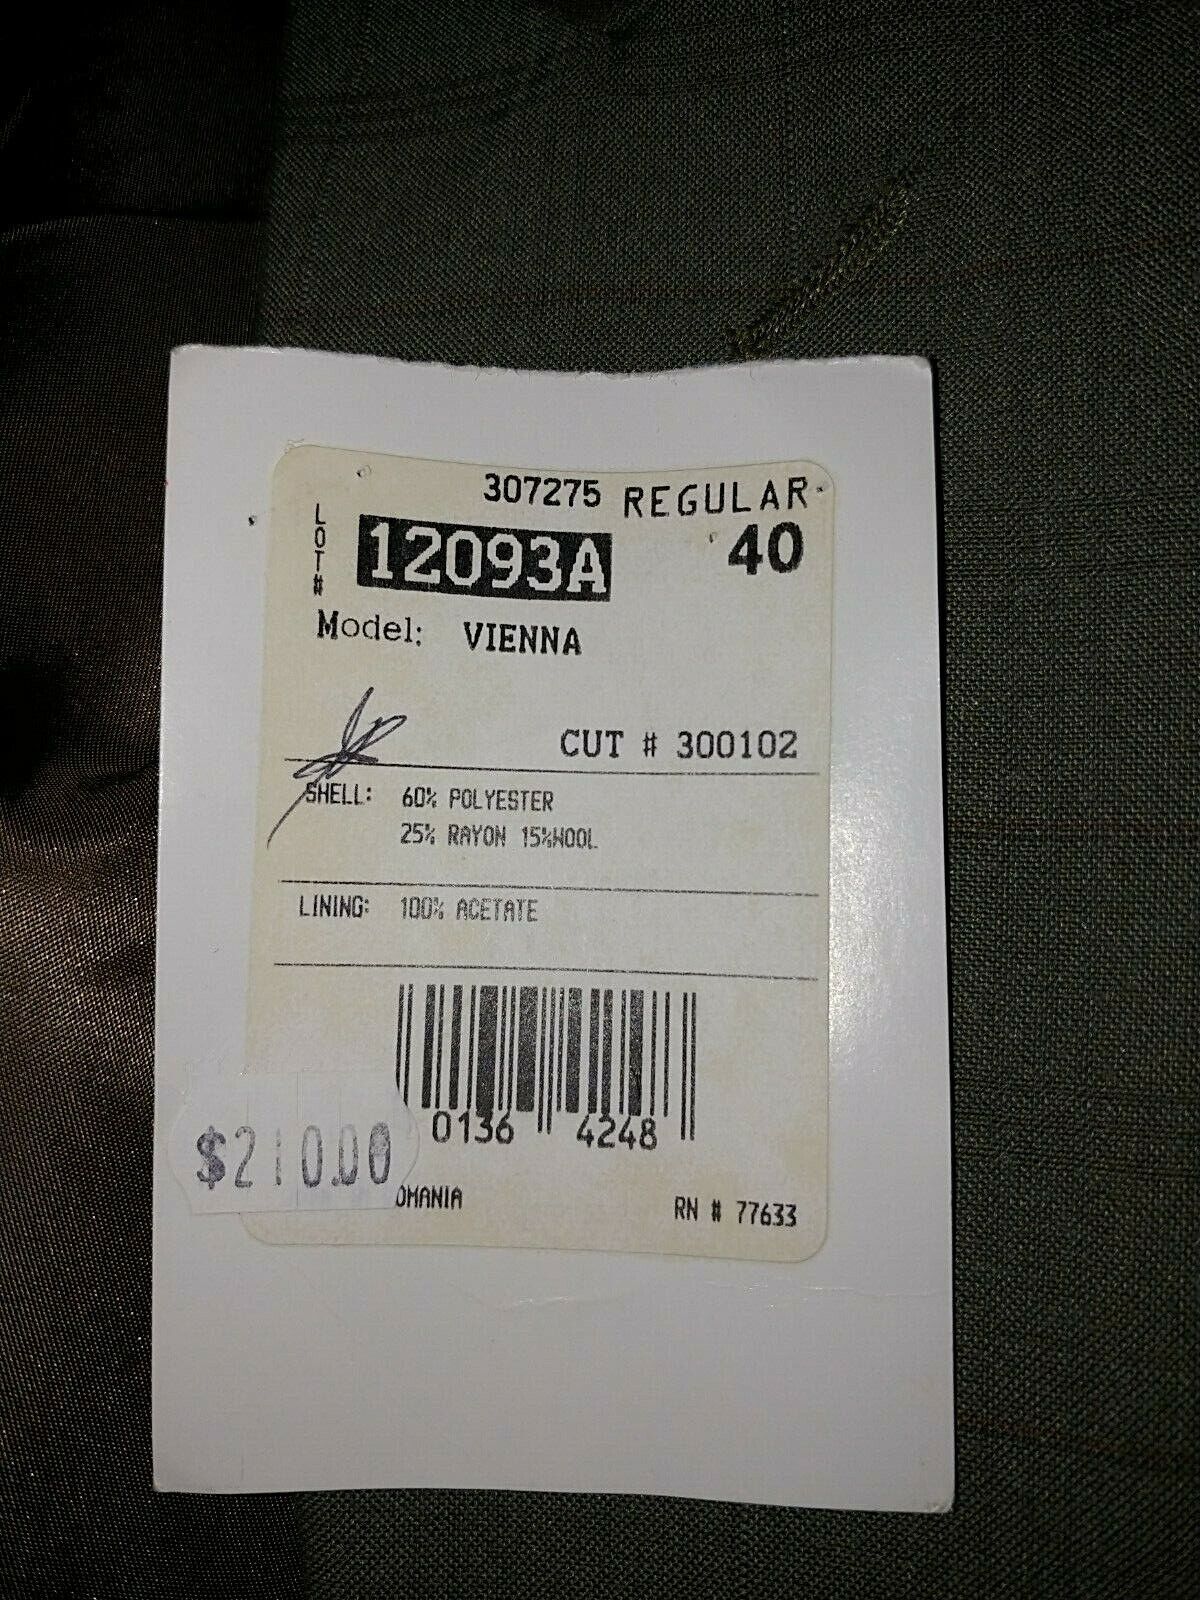 307275 REGULAR
LOT# 12093A 40
Model: VIENNA
CUT # 300102
SHELL: 60% POLYESTER
25% RAYON 15%WOOL
LINING: 100% ACETATE
0136 4248
$210.00
OMANIA RN # 77633